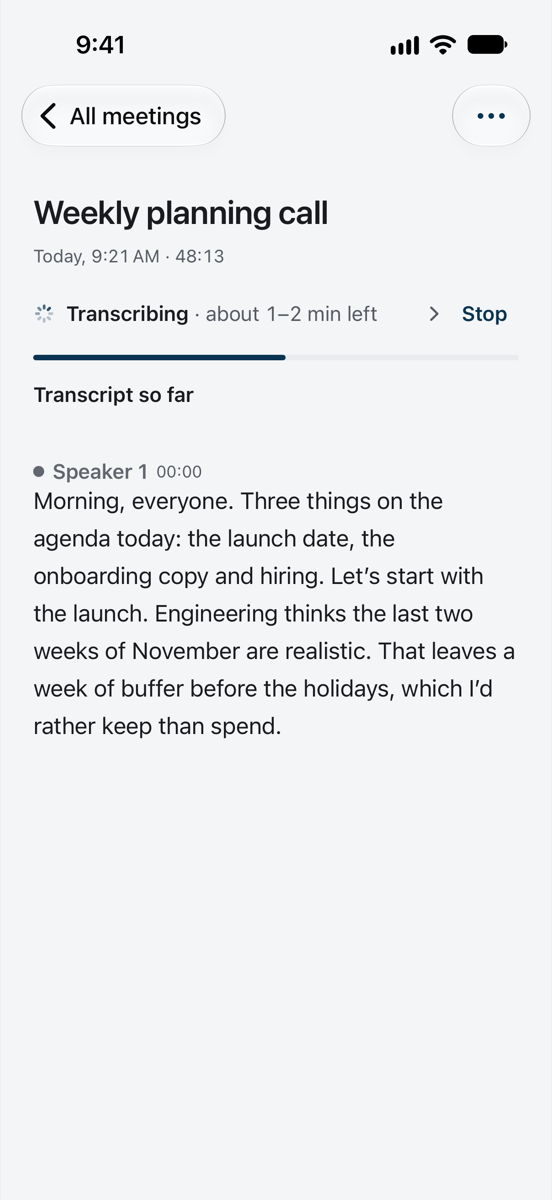 9:41
All meetings
Weekly planning call
Today, 9:21 AM · 48:13
Transcribing · about 1–2 min left
Stop
Transcript so far
Speaker 1 00:00
Morning, everyone. Three things on the
agenda today: the launch date, the
onboarding copy and hiring. Let’s start with
the launch. Engineering thinks the last two
weeks of November are realistic. That leaves a
week of buffer before the holidays, which I’d
rather keep than spend.